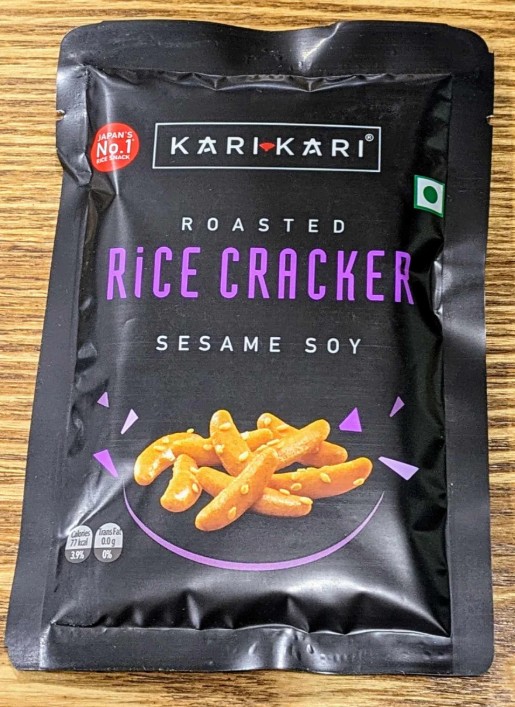 KARI KARI®
JAPAN'S
No.1*
RICE SNACK
ROASTED
RiCE CRACKER
SESAME SOY
Calories
77 kcal
3.9%
Trans Fat
0.0 g
0%